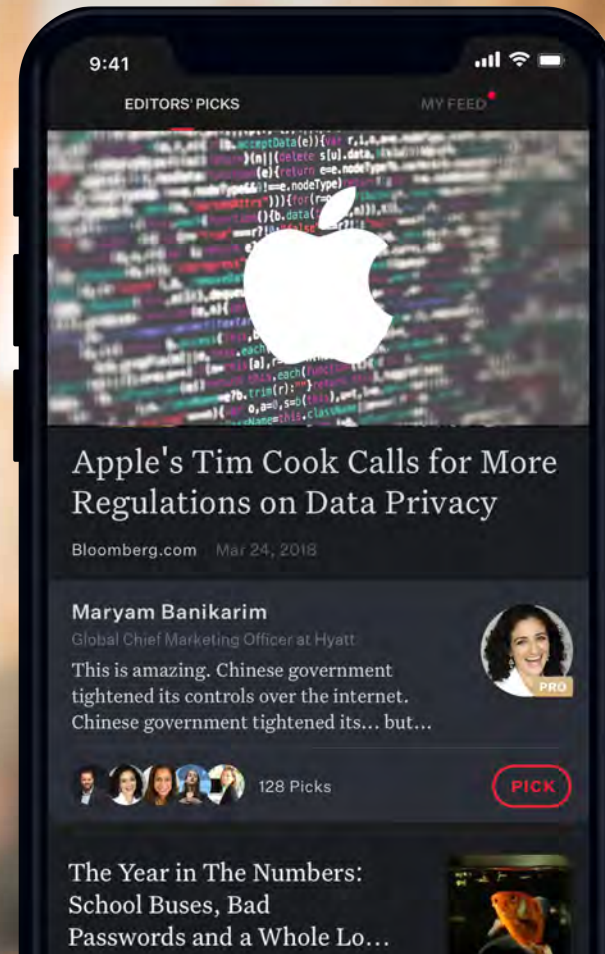 9:41
EDITORS' PICKS
MY FEED
Apple's Tim Cook Calls for More
Regulations on Data Privacy
Bloomberg.com Mar 24, 2018
Maryam Banikarim
Global Chief Marketing Officer at Hyatt
This is amazing. Chinese government
tightened its controls over the internet.
Chinese government tightened its... but...
PRO
128 Picks
PICK
The Year in The Numbers:
School Buses, Bad
Passwords and a Whole Lo...